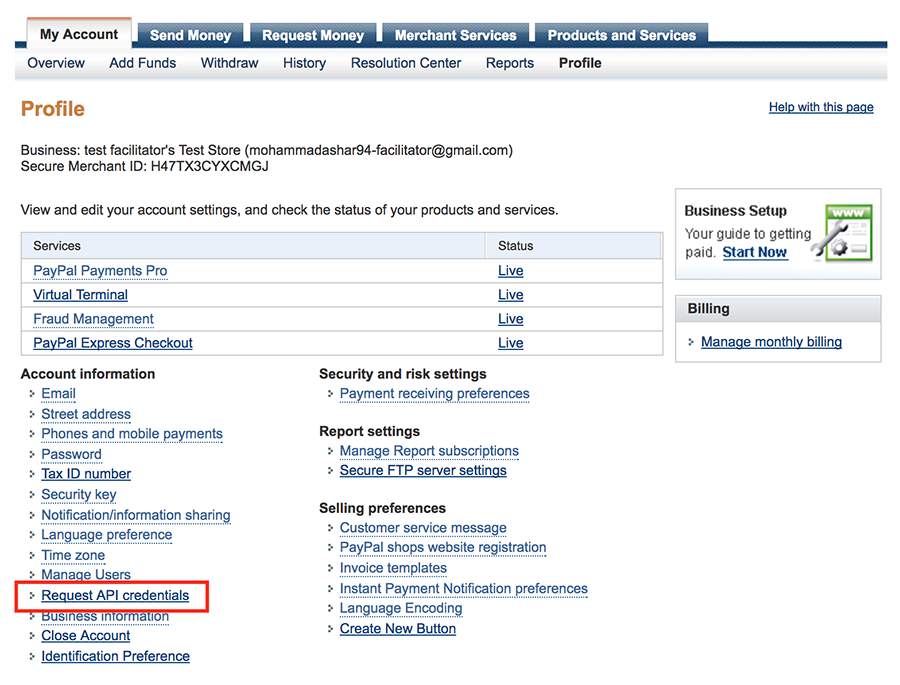 My Account Send Money Request Money Merchant Services Products and Services
Overview Add Funds Withdraw History Resolution Center Reports Profile
Profile
Help with this page
Business: test facilitator's Test Store (mohammadashar94-facilitator@gmail.com)
Secure Merchant ID: H47TX3CYXCMGJ
View and edit your account settings, and check the status of your products and services.
Services Status
PayPal Payments Pro Live
Virtual Terminal Live
Fraud Management Live
PayPal Express Checkout Live
Business Setup
Your guide to getting
paid. Start Now
www
Billing
Manage monthly billing
Account information
Email
Street address
Phones and mobile payments
Password
Tax ID number
Security key
Notification/information sharing
Language preference
Time zone
Manage Users
Request API credentials
Business information
Close Account
Identification Preference
Security and risk settings
Payment receiving preferences
Report settings
Manage Report subscriptions
Secure FTP server settings
Selling preferences
Customer service message
PayPal shops website registration
Invoice templates
Instant Payment Notification preferences
Language Encoding
Create New Button